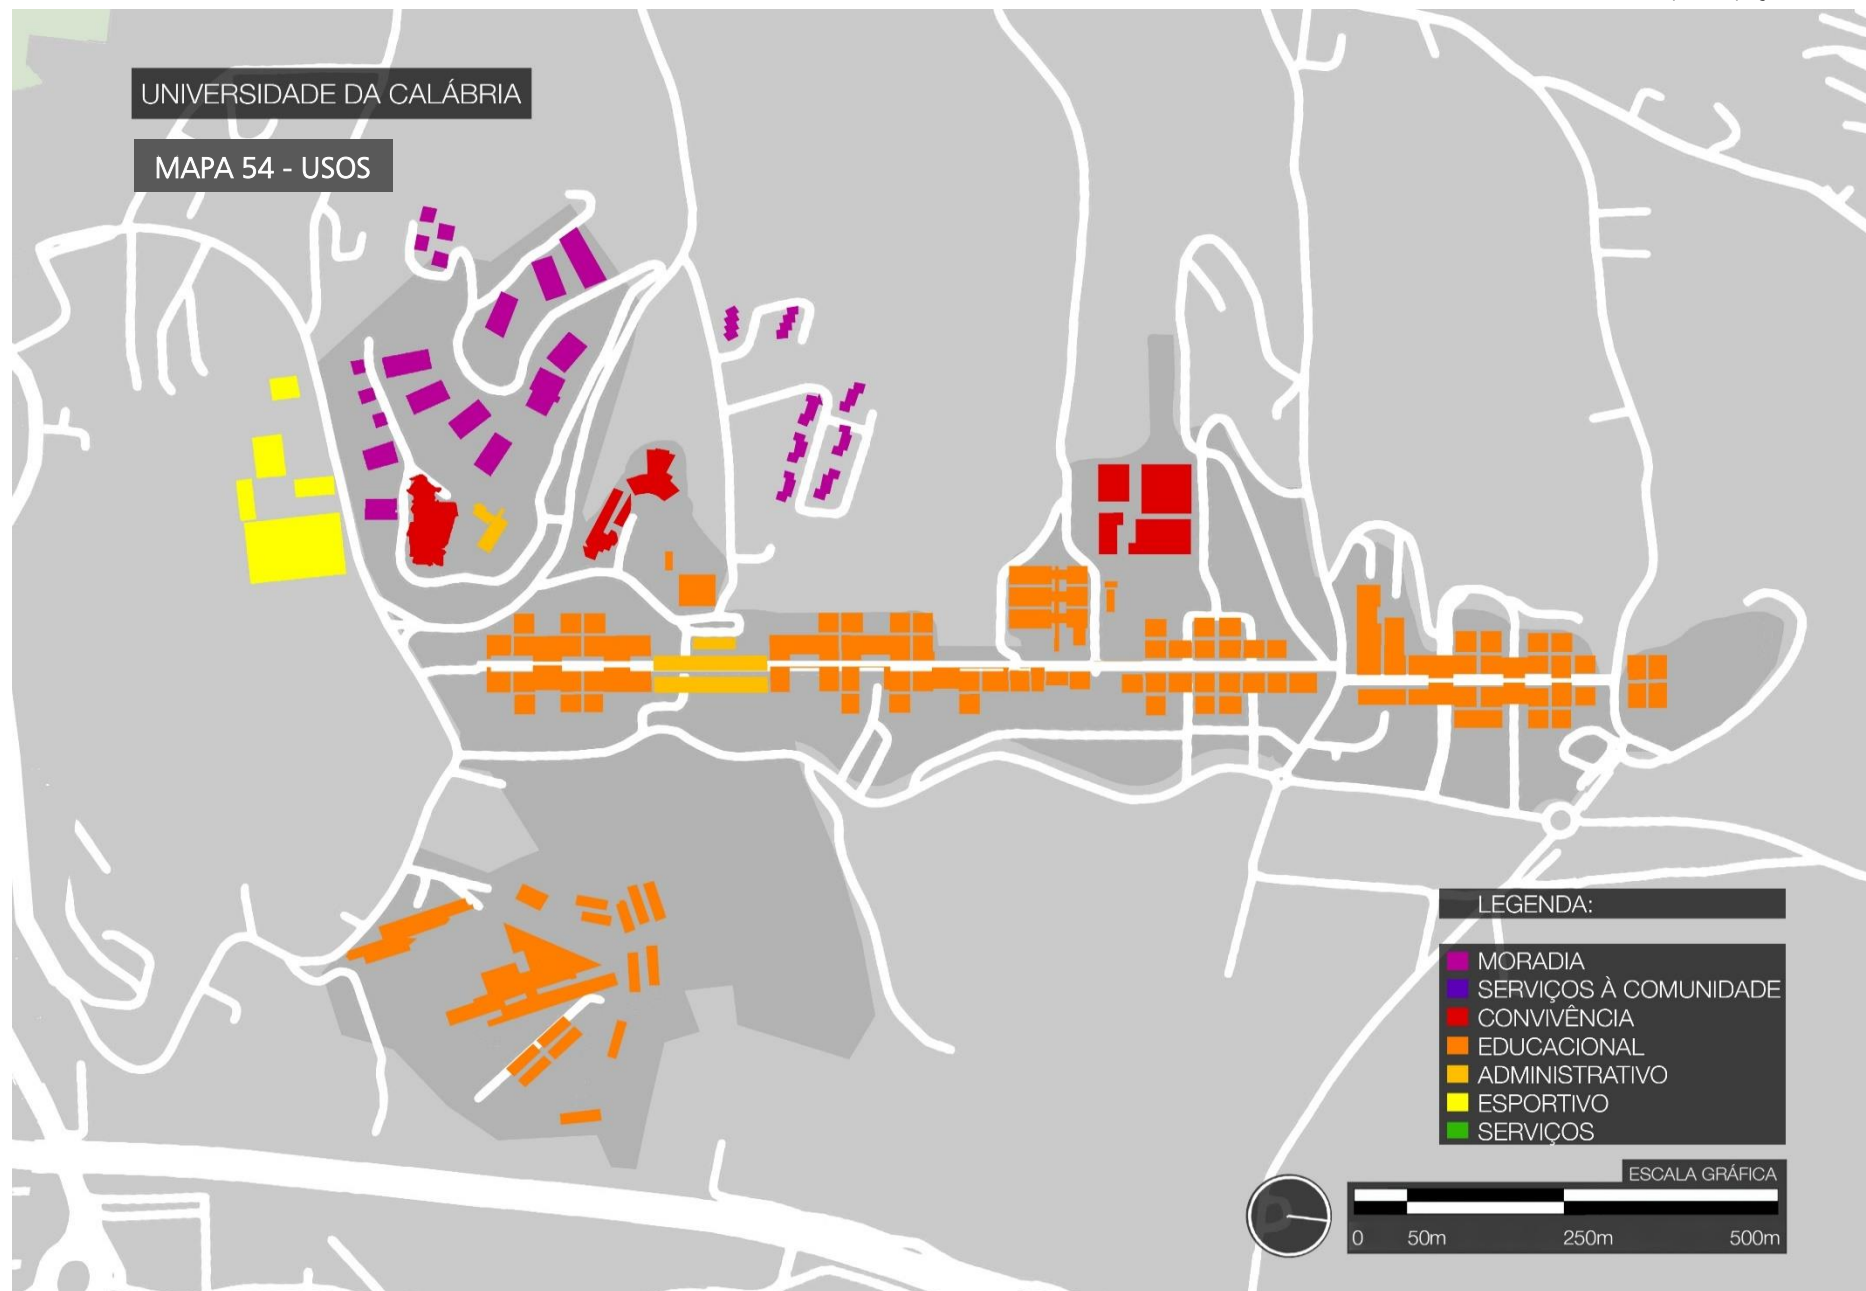 UNIVERSIDADE DA CALÁBRIA
MAPA 54 - USOS
LEGENDA:
MORADIA
SERVIÇOS À COMUNIDADE
CONVIVÊNCIA
EDUCACIONAL
ADMINISTRATIVO
ESPORTIVO
SERVIÇOS
ESCALA GRÁFICA
0 50m 250m 500m